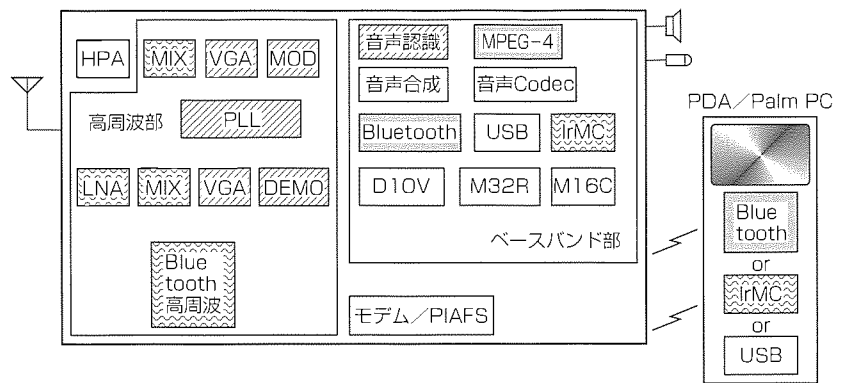 HPA
MIX
VGA
MOD
高周波部
PLL
LNA
MIX
VGA
DEMO
Blue
tooth
高周波
音声認識
MPEG-4
音声合成
音声Codec
Bluetooth
USB
IrMC
D10V
M32R
M16C
ベースバンド部
モデム/PIAFS
PDA/Palm PC
Blue
tooth
or
IrMC
or
USB